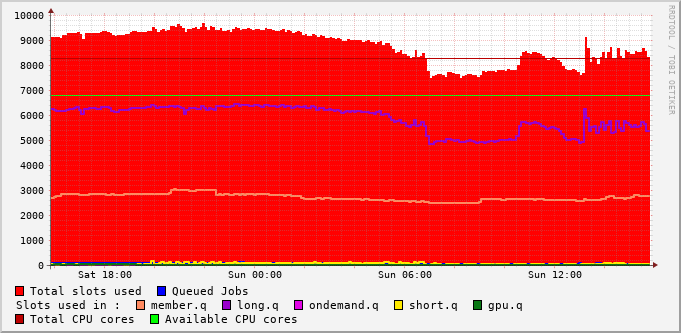 RRDTOOL / TOBI OETIKER
10000
9000
8000
7000
6000
5000
4000
3000
2000
1000
0
Sat 18:00 Sun 00:00 Sun 06:00 Sun 12:00
Total slots used Queued Jobs
Slots used in : member.q long.q ondemand.q short.q gpu.q
Total CPU cores Available CPU cores